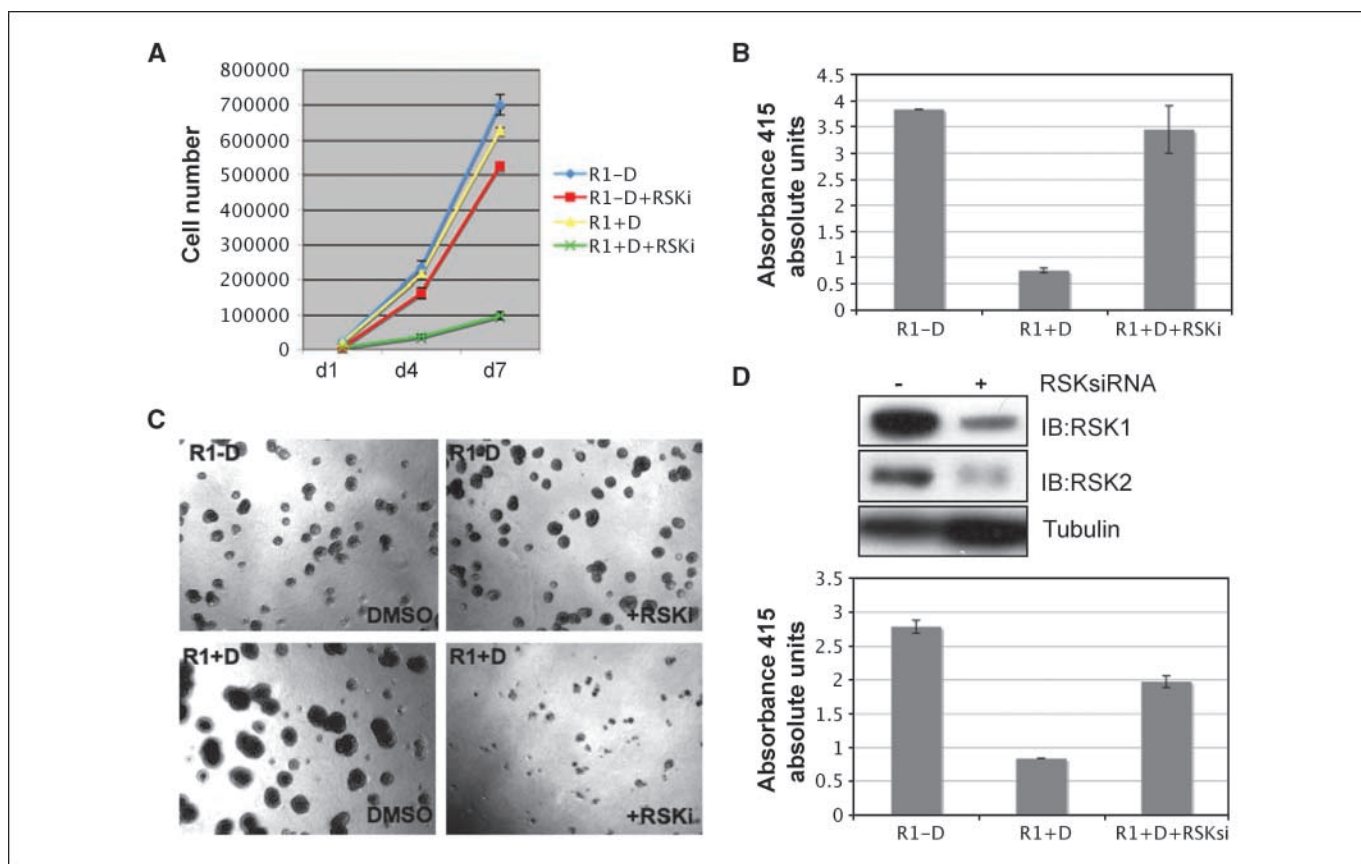 A
Cell number
800000
700000
600000
500000
400000
300000
200000
100000
0
d1 d4 d7
R1-D
R1-D+RSKi
R1+D
R1+D+RSKi
B
Absorbance 415
absolute units
4.5
4
3.5
3
2.5
2
1.5
1
0.5
0
R1-D R1+D R1+D+RSKi
C
R1-D
DMSO
R1-D
+RSKi
R1+D
DMSO
R1+D
+RSKi
D
- + RSKsiRNA
IB:RSK1
IB:RSK2
Tubulin
Absorbance 415
absolute units
3.5
3
2.5
2
1.5
1
0.5
0
R1-D R1+D R1+D+RSKsi